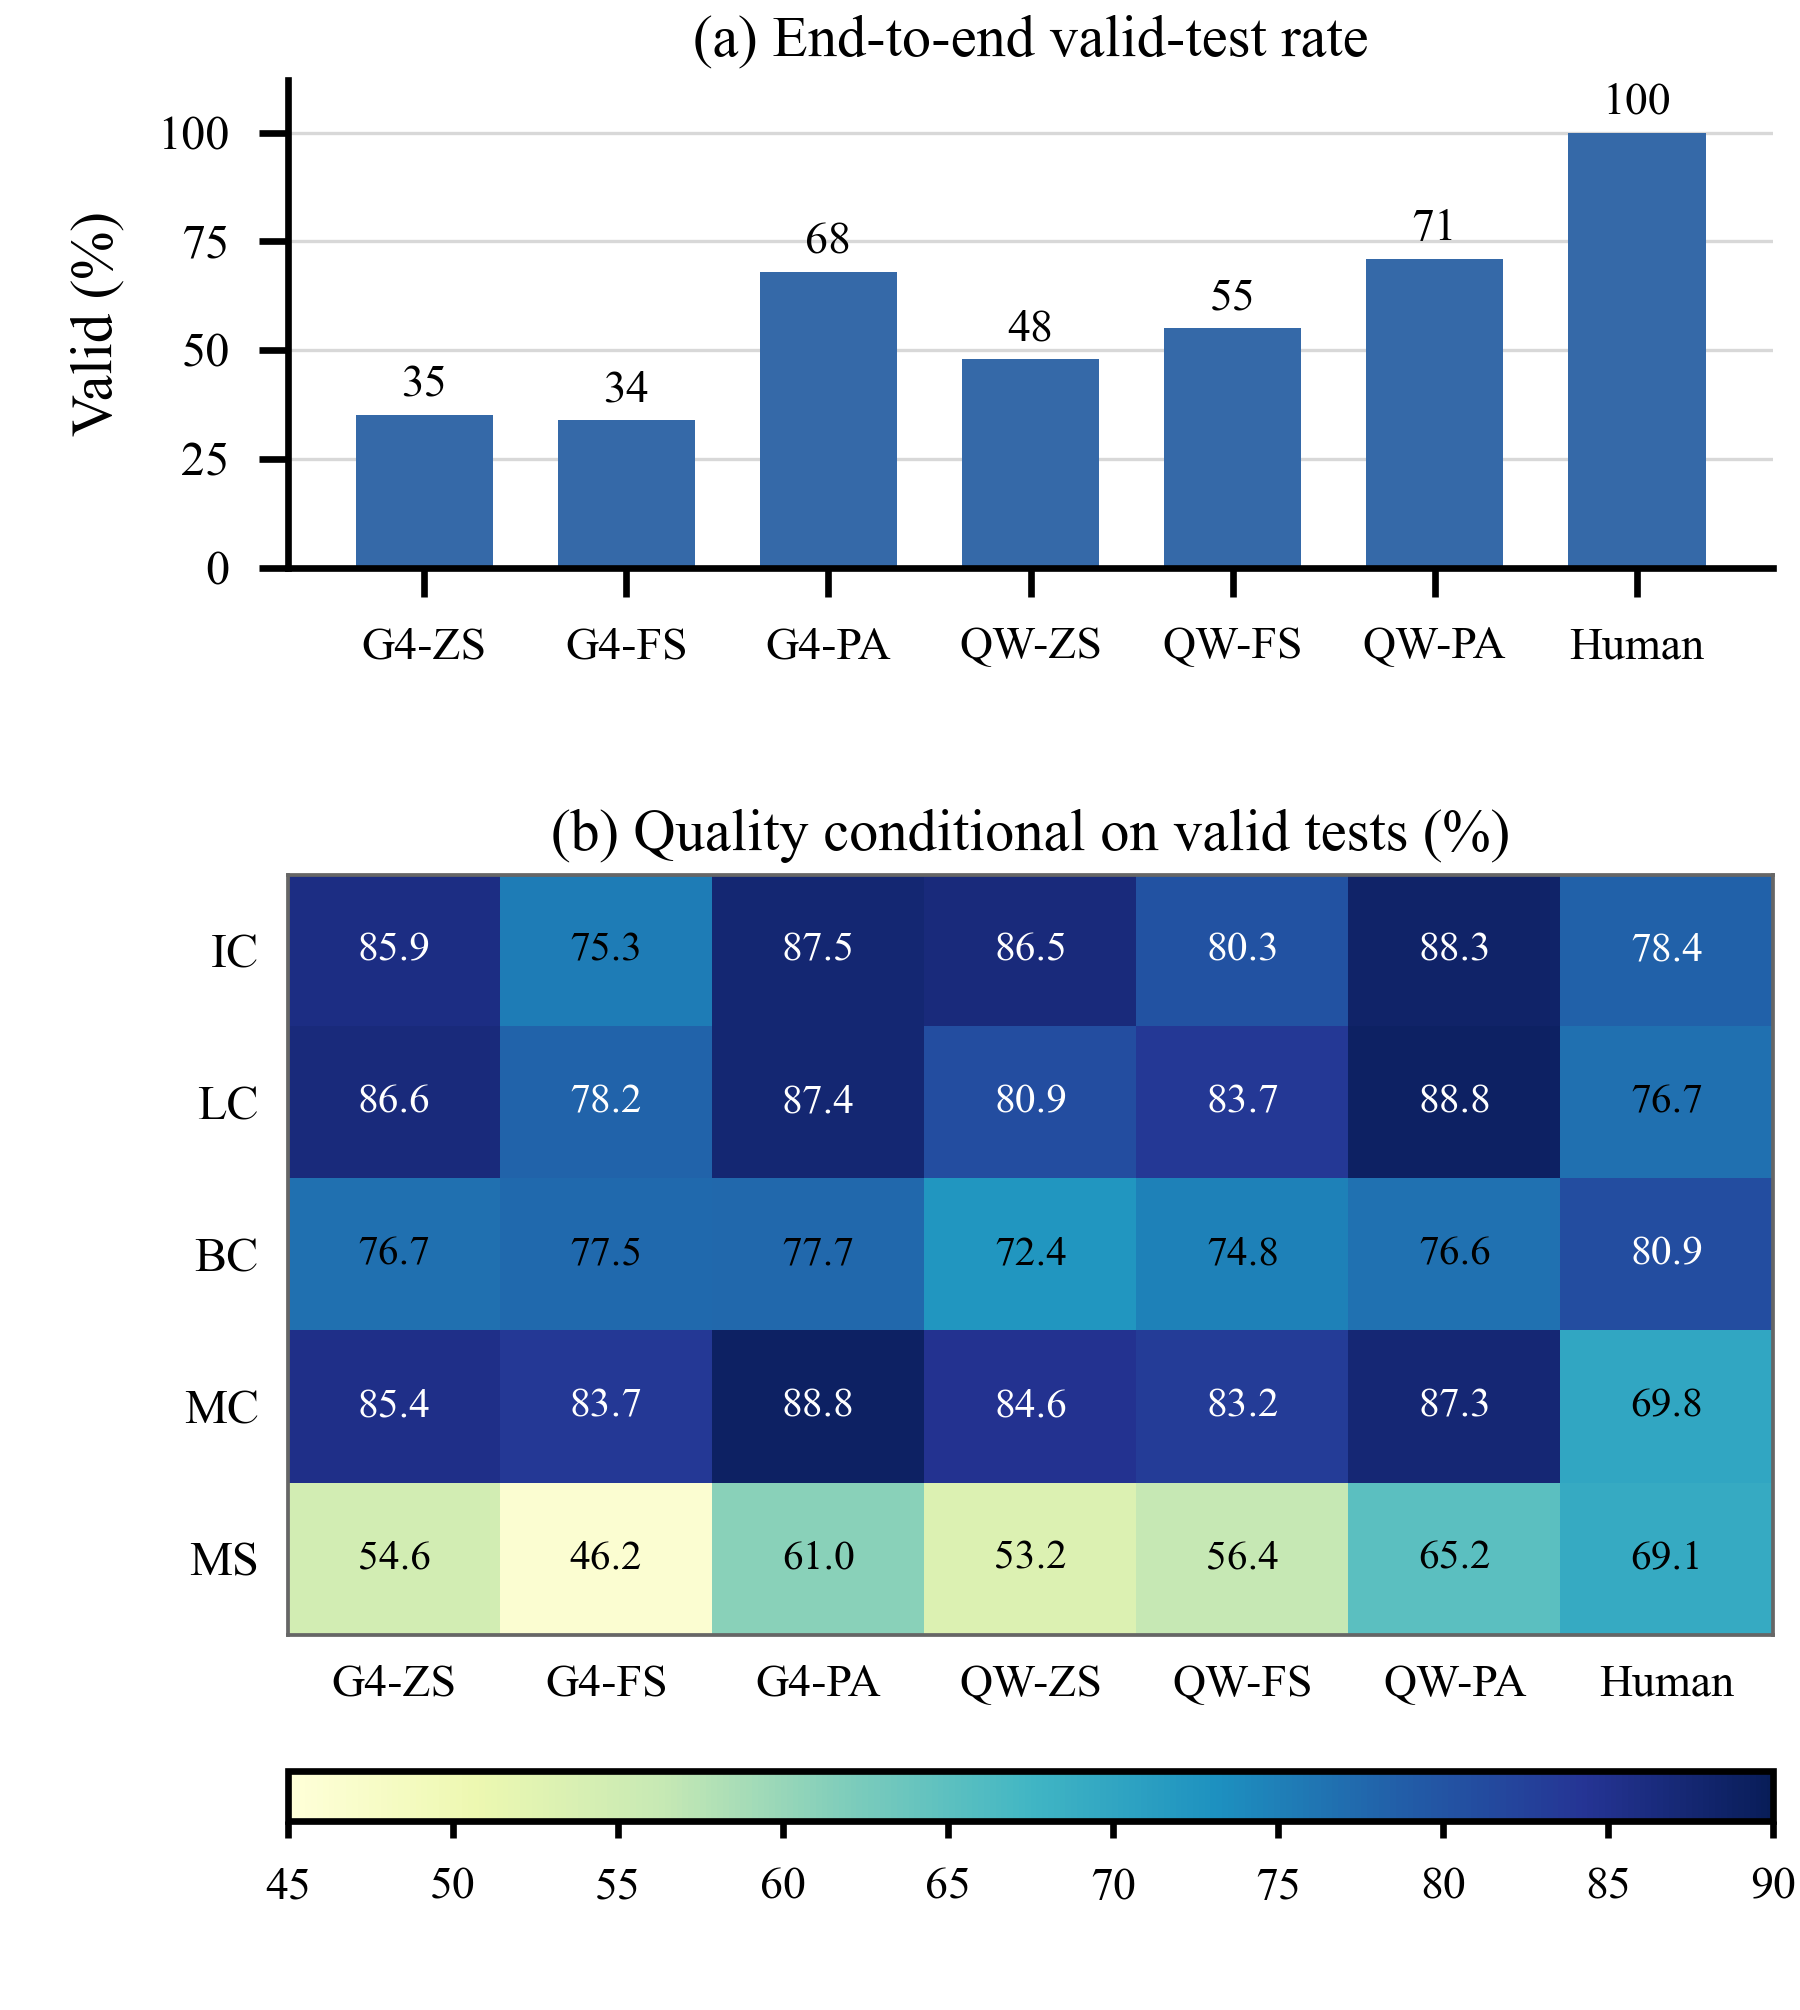 (a) End-to-end valid-test rate
Valid (%)
100
75
50
25
0
35
34
68
48
55
71
100
G4-ZS G4-FS G4-PA QW-ZS QW-FS QW-PA Human
(b) Quality conditional on valid tests (%)
IC 85.9 75.3 87.5 86.5 80.3 88.3 78.4
LC 86.6 78.2 87.4 80.9 83.7 88.8 76.7
BC 76.7 77.5 77.7 72.4 74.8 76.6 80.9
MC 85.4 83.7 88.8 84.6 83.2 87.3 69.8
MS 54.6 46.2 61.0 53.2 56.4 65.2 69.1
G4-ZS G4-FS G4-PA QW-ZS QW-FS QW-PA Human
45 50 55 60 65 70 75 80 85 90